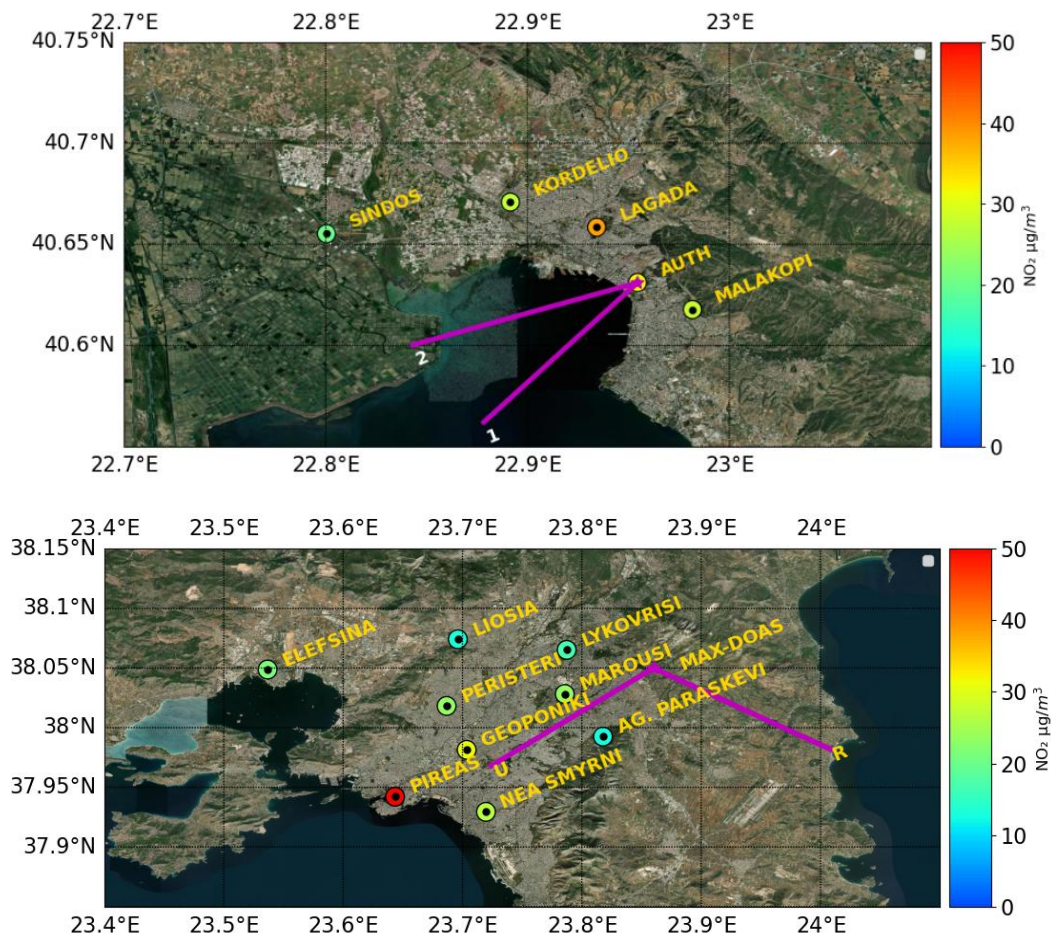 22.7°E 22.8°E 22.9°E 23°E
40.75°N
40.7°N
40.65°N
40.6°N
SINDOS
KORDELIO
LAGADA
AUTH
MALAKOPI
2
1
22.7°E 22.8°E 22.9°E 23°E
50
40
30
20
10
0
NO₂ μg/m³
23.4°E 23.5°E 23.6°E 23.7°E 23.8°E 23.9°E 24°E
38.15°N
38.1°N
38.05°N
38°N
37.95°N
37.9°N
ELEFSINA
LIOSIA
LYKOVRISI
PERISTERI
MAROUSI
MAX-DOAS
GEOPONIKI
AG. PARASKEVI
PIREAS
U
NEA SMYRNI
R
23.4°E 23.5°E 23.6°E 23.7°E 23.8°E 23.9°E 24°E
50
40
30
20
10
0
NO₂ μg/m³